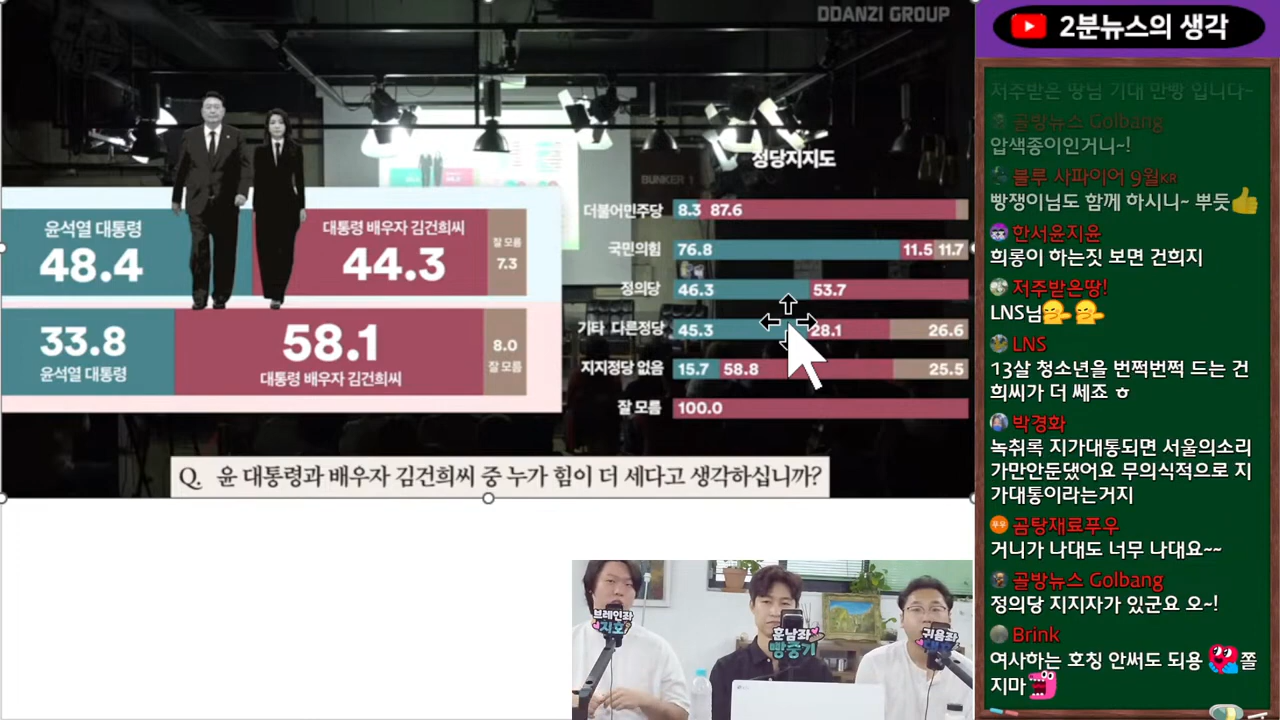 DDANZI GROUP
BUNKER 1
윤석열 대통령
48.4
대통령 배우자 김건희씨
44.3
잘 모름
7.3
33.8
윤석열 대통령
58.1
대통령 배우자 김건희씨
8.0
잘 모름
정당지지도
더불어민주당 8.3 87.6
국민의힘 76.8 11.5 11.7
정의당 46.3 53.7
기타 다른정당 45.3 28.1 26.6
지지정당 없음 15.7 58.8 25.5
잘 모름 100.0
Q. 윤 대통령과 배우자 김건희씨 중 누가 힘이 더 세다고 생각하십니까?
브레인좌
지호
훈남좌
빵중기
귀욤좌
2분뉴스의 생각
저주받은 땅님 기대 만빵 입니다~
골방뉴스 Golbang
압색종이인거니~!
블루 사파이어 9월KR
빵쟁이님도 함께 하시니~ 뿌듯
한서윤지윤
희롱이 하는짓 보면 건희지
저주받은땅!
LNS님
LNS
13살 청소년을 번쩍번쩍 드는 건
희씨가 더 쎄죠 ㅎ
박경화
녹취록 지가대통되면 서울의소리
가만안둔댔어요 무의식적으로 지
가대통이라는거지
푸우
곰탕재료푸우
거니가 나대도 너무 나대요~~
골방뉴스 Golbang
정의당 지지자가 있군요 오~!
Brink
여사하는 호칭 안써도 되용 쫄
지마